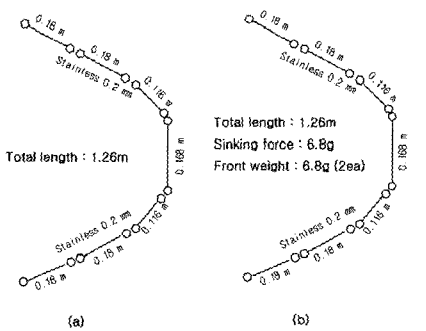 0.18 m
0.18 m
Stainless 0.2 mm
0.116 m
Total length : 1.26m
0.168 m
Stainless 0.2 mm
0.116 m
0.18 m
0.18 m
(a)
0.18 m
0.18 m
Stainless 0.2 mm
0.116 m
Total length : 1.26m
Sinking force : 6.8g
Front weight : 6.8g (2ea)
0.168 m
Stainless 0.2 mm
0.116 m
0.18 m
0.18 m
(b)